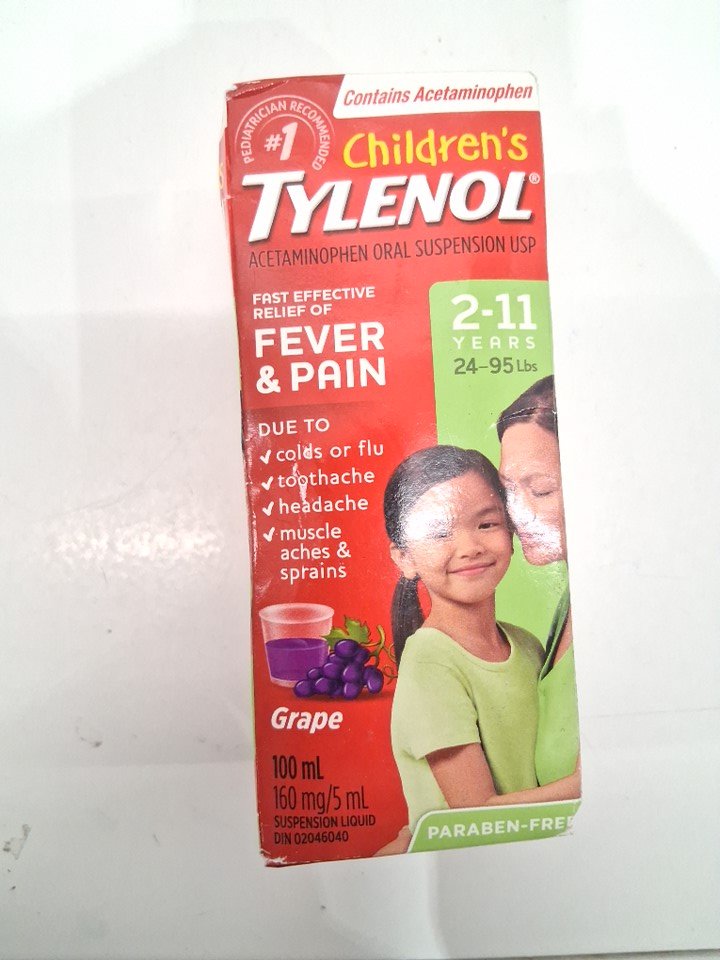 Contains Acetaminophen
PEDIATRICIAN RECOMMENDED
#1
Children's
TYLENOL®
ACETAMINOPHEN ORAL SUSPENSION USP
FAST EFFECTIVE
RELIEF OF
FEVER
& PAIN
2-11
YEARS
24-95 Lbs
DUE TO
✓ colds or flu
✓ toothache
✓ headache
✓ muscle
aches &
sprains
Grape
100 mL
160 mg/5 mL
SUSPENSION LIQUID
DIN 02046040
PARABEN-FREE